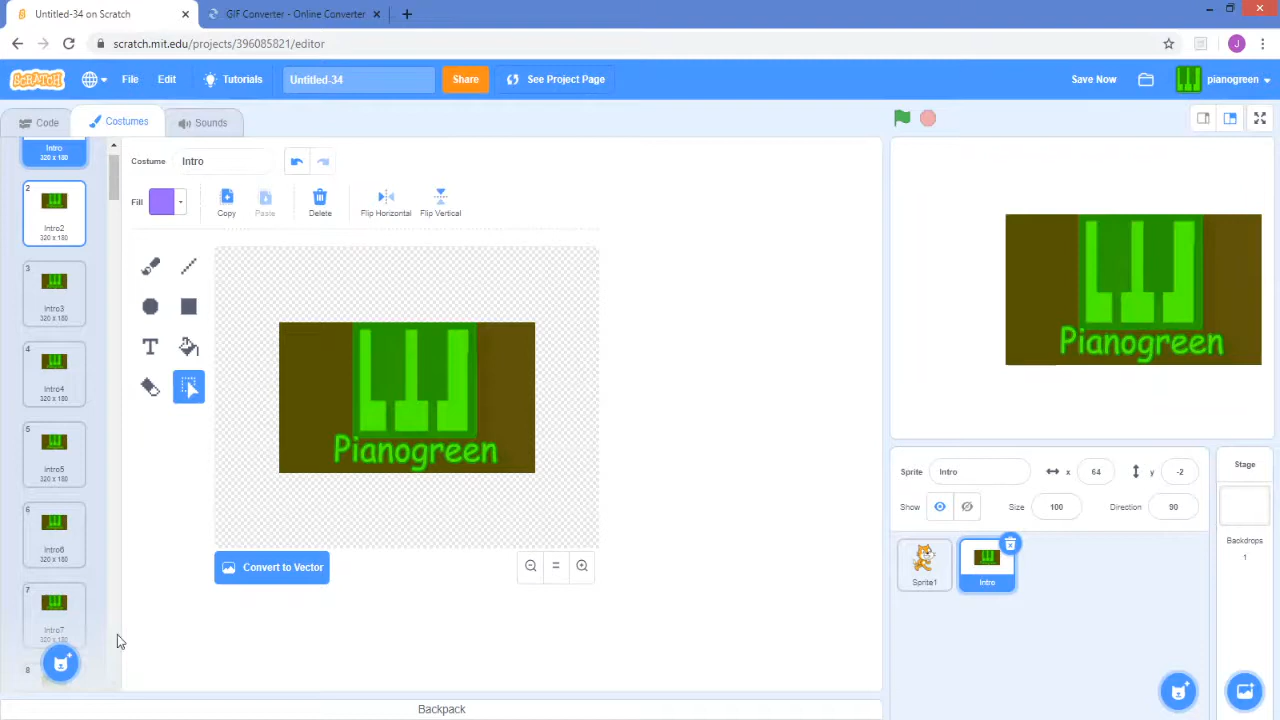 Untitled-34 on Scratch
GIF Converter - Online Converter
scratch.mit.edu/projects/396085821/editor
J
SCRATCH
File
Edit
Tutorials
Untitled-34
Share
See Project Page
Save Now
pianogreen
Code
Costumes
Sounds
Intro
320 x 180
2
Intro2
320 x 180
3
Intro3
320 x 180
4
Intro4
320 x 180
5
Intro5
320 x 180
6
Intro6
320 x 180
7
Intro7
320 x 180
8
Costume
Intro
Fill
Copy
Paste
Delete
Flip Horizontal
Flip Vertical
T
Pianogreen
Convert to Vector
Pianogreen
Sprite
Intro
x
64
y
-2
Show
Size
100
Direction
90
Sprite1
Intro
Stage
Backdrops
1
Backpack